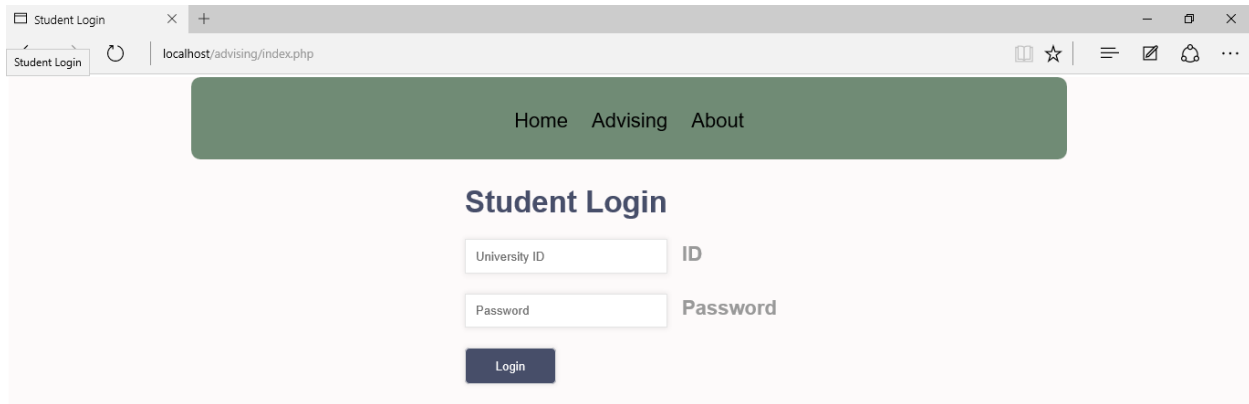 Student Login
localhost/advising/index.php
Student Login
Home Advising About
Student Login
University ID ID
Password Password
Login